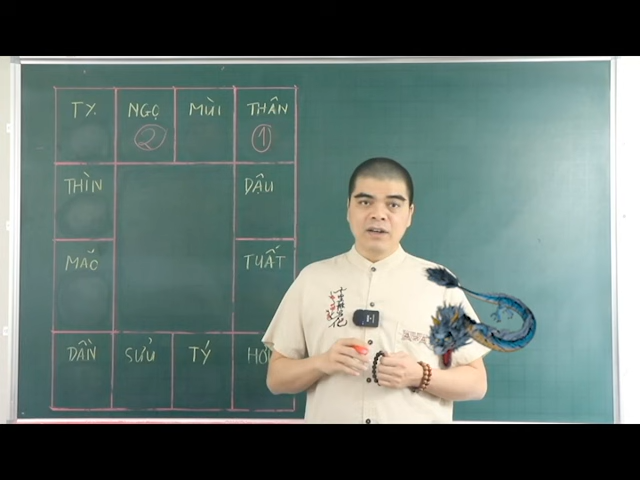 TỴ. NGỌ MÙI THÂN
2 1
THÌN DẬU
MÃO TUẤT
DẦN SỬU TÝ HỢI